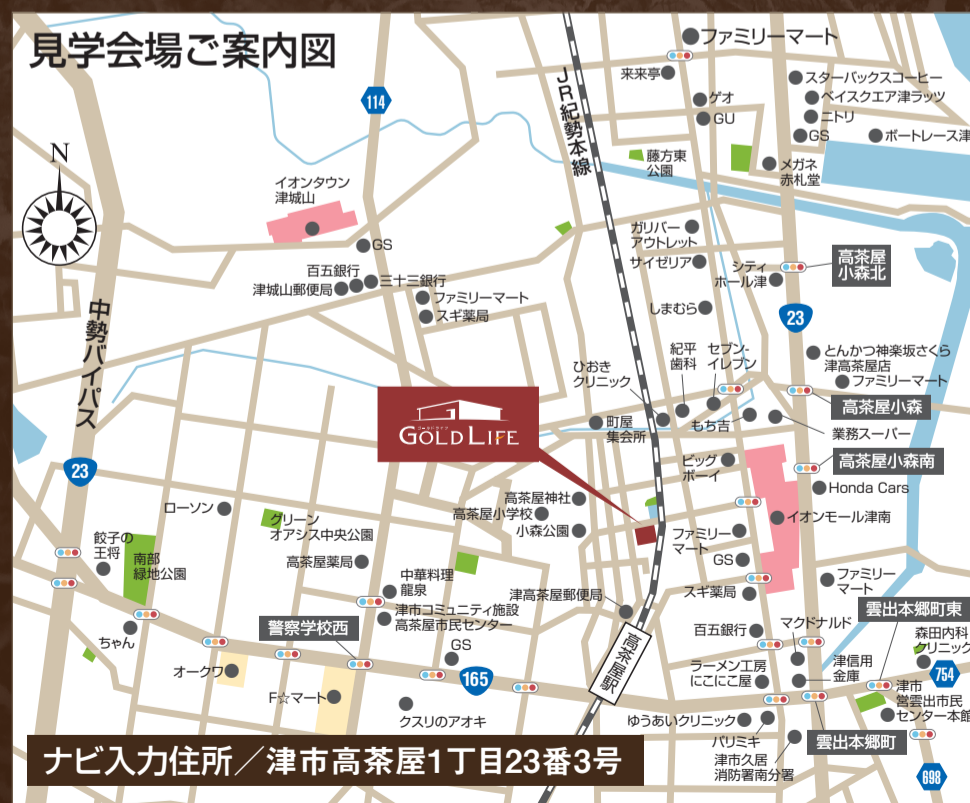 見学会場ご案内図
ファミリーマート
来来亭
スターバックスコーヒー
ベイスクエア津ラッツ
ゲオ
ニトリ
GU
GS
ボートレース津
114
JR紀勢本線
N
藤方東
公園
メガネ
赤札堂
イオンタウン
津城山
GS
ガリバー
アウトレット
サイゼリア
シティ
ホール津
高茶屋
小森北
百五銀行
三十三銀行
津城山郵便局
ファミリーマート
スギ薬局
しまむら
23
中勢バイパス
ひおき
クリニック
紀平
歯科
セブン-
イレブン
とんかつ神楽坂さくら
津高茶屋店
ファミリーマート
高茶屋小森
ゴールドライフ
GOLD LIFE
町屋
集会所
もち吉
業務スーパー
23
ビッグ
ボーイ
高茶屋小森南
Honda Cars
ローソン
グリーン
オアシス中央公園
高茶屋神社
高茶屋小学校
小森公園
イオンモール津南
ファミリー
マート
GS
餃子の
王将
南部
緑地公園
高茶屋薬局
中華料理
龍泉
津高茶屋郵便局
スギ薬局
ファミリー
マート
津市コミュニティ施設
高茶屋市民センター
雲出本郷町東
ちゃん
警察学校西
GS
高茶屋駅
百五銀行
マクドナルド
森田内科
クリニック
オークワ
165
ラーメン工房
にこにこ屋
津信用
金庫
754
F☆マート
クスリのアオキ
ゆうあいクリニック
パリミキ
雲出本郷町
津市
営雲出市民
センター本館
津市久居
消防署南分署
698
ナビ入力住所／津市高茶屋1丁目23番3号